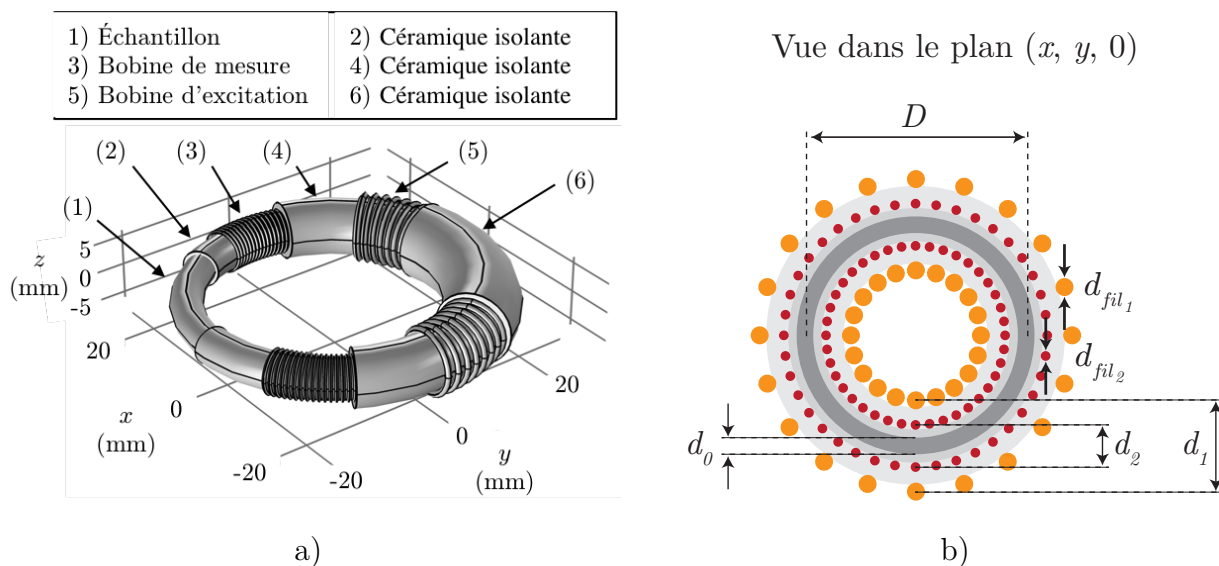 1) Échantillon 2) Céramique isolante
3) Bobine de mesure 4) Céramique isolante
5) Bobine d'excitation 6) Céramique isolante
Vue dans le plan (x, y, 0)
(1)
(2)
(3)
(4)
(5)
(6)
z
(mm)
5
0
-5
20
0
-20
x
(mm)
-20
0
20
y
(mm)
D
d_fil_1
d_fil_2
d_0
d_2
d_1
a)
b)